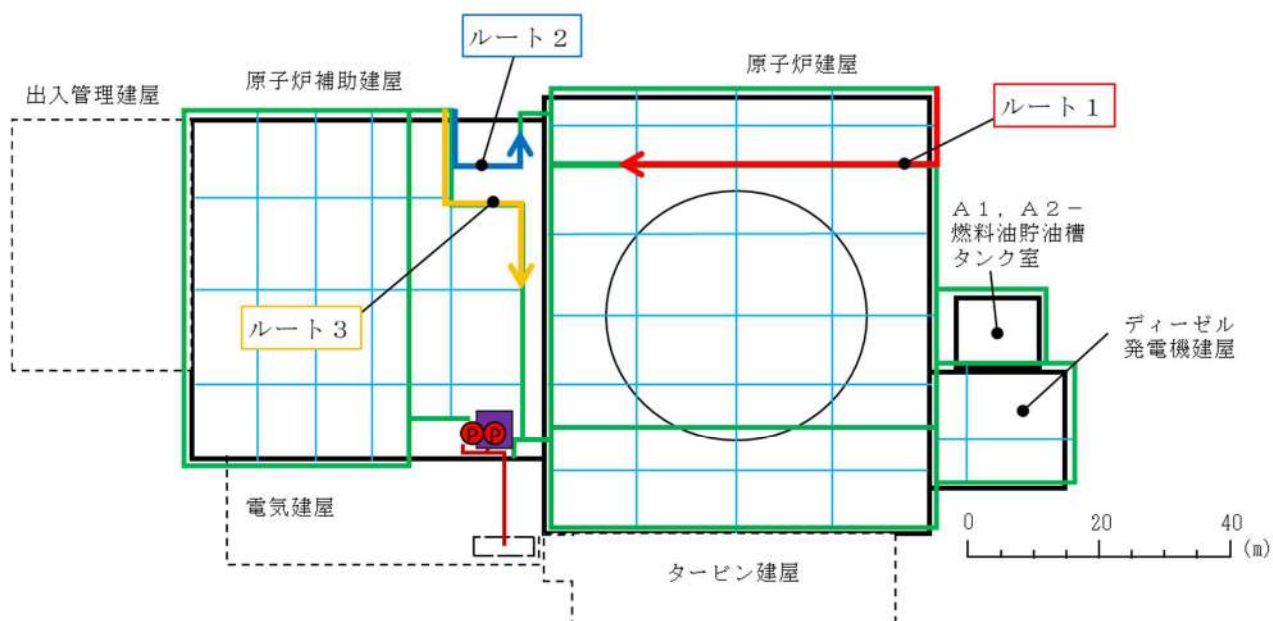 ルート２
原子炉補助建屋
原子炉建屋
出入管理建屋
ルート１
Ａ１，Ａ２－
燃料油貯油槽
タンク室
ルート３
ディーゼル
発電機建屋
P P
電気建屋
タービン建屋
0 20 40
(m)